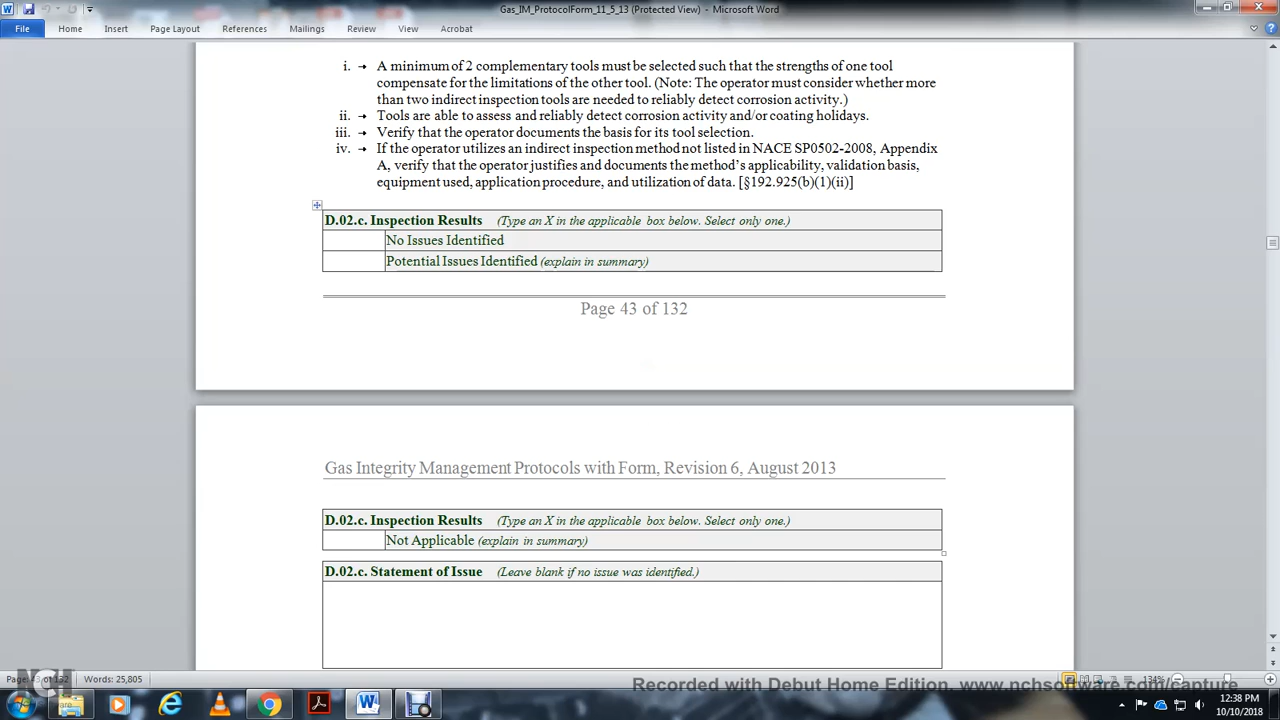 Gas_IM_ProtocolForm_11_5_13 (Protected View) - Microsoft Word
File Home Insert Page Layout References Mailings Review View Acrobat
i. → A minimum of 2 complementary tools must be selected such that the strengths of one tool
compensate for the limitations of the other tool. (Note: The operator must consider whether more
than two indirect inspection tools are needed to reliably detect corrosion activity.)
ii. → Tools are able to assess and reliably detect corrosion activity and/or coating holidays.
iii. → Verify that the operator documents the basis for its tool selection.
iv. → If the operator utilizes an indirect inspection method not listed in NACE SP0502-2008, Appendix
A, verify that the operator justifies and documents the method's applicability, validation basis,
equipment used, application procedure, and utilization of data. [§192.925(b)(1)(ii)]
D.02.c. Inspection Results (Type an X in the applicable box below. Select only one.)
No Issues Identified
Potential Issues Identified (explain in summary)
Page 43 of 132
Gas Integrity Management Protocols with Form, Revision 6, August 2013
D.02.c. Inspection Results (Type an X in the applicable box below. Select only one.)
Not Applicable (explain in summary)
D.02.c. Statement of Issue (Leave blank if no issue was identified.)
Page: 43 of 132 Words: 25,805 134%
Recorded with Debut Home Edition. www.nchsoftware.com/capture
12:38 PM
10/10/2018